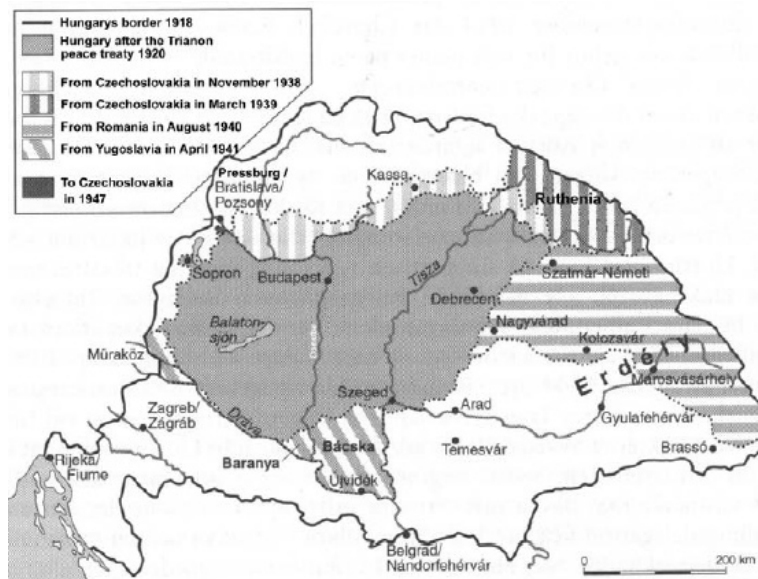 Hungarys border 1918
Hungary after the Trianon
peace treaty 1920
From Czechoslovakia in November 1938
From Czechoslovakia in March 1939
From Romania in August 1940
From Yugoslavia in April 1941
To Czechoslovakia
in 1947
Pressburg /
Bratislava/
Pozsony
Kassa
Ruthenia
Sopron
Budapest
Tisza
Szatmár-Németi
Debrecen
Balaton-
sjön
Nagyvárad
Kolozsvár
Erdély
Marosvásárhely
Muraköz
Szeged
Arad
Gyulafehérvár
Zagreb/
Zágráb
Dráva
Temesvár
Brassó
Baranya
Bácska
Rijeka/
Fiume
Újvidék
Belgrad/
Nándorfehérvár
0 200 km